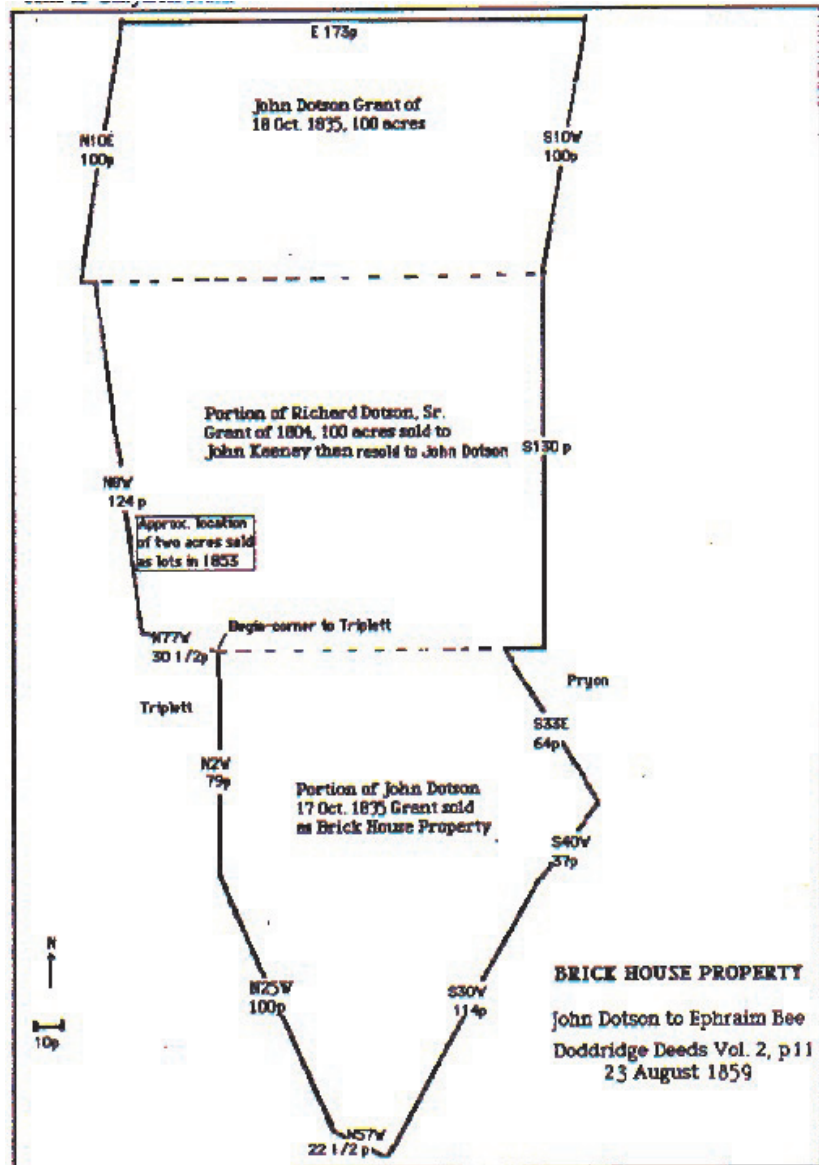 E 173p
John Dotson Grant of
18 Oct. 1835, 100 acres
N10E
100p
S10W
100p
Portion of Richard Dotson, Sr.
Grant of 1804, 100 acres sold to
John Keeney then resold to John Dotson
S130 p
N8W
124 p
Approx. location
of two acres sold
as lots in 1853
N77W
30 1/2p
Begin-corner to Triplett
Triplett
Pryon
S33E
64p
N2W
79p
Portion of John Dotson
17 Oct. 1835 Grant sold
as Brick House Property
S40W
37p
N
10p
N25W
100p
S30W
114p
BRICK HOUSE PROPERTY
John Dotson to Ephraim Bee
Doddridge Deeds Vol. 2, p11
23 August 1859
N57W
22 1/2 p